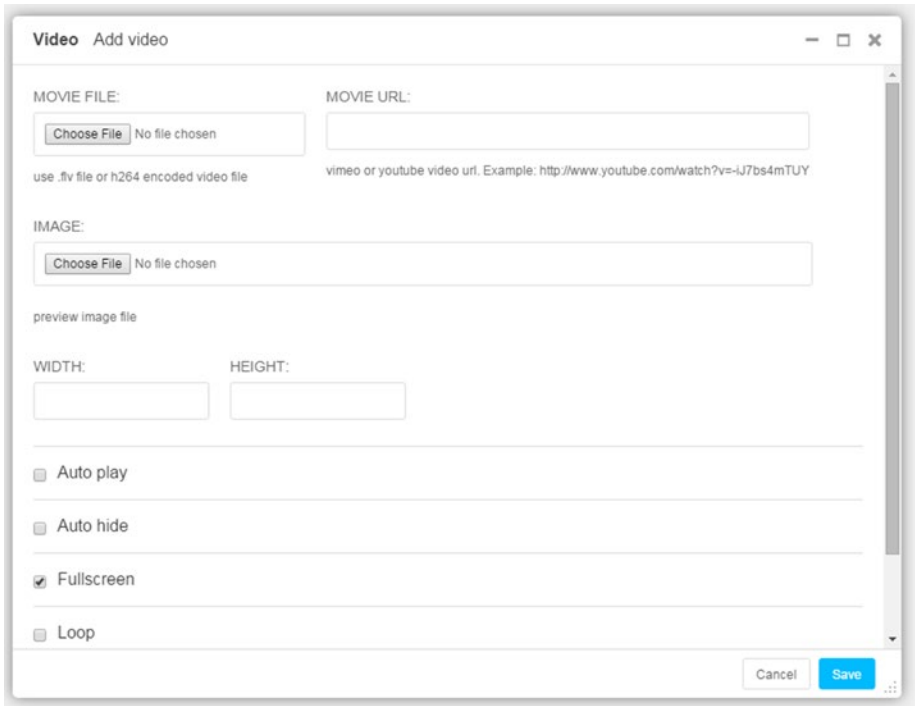 Video Add video
MOVIE FILE:
Choose File No file chosen
use .flv file or h264 encoded video file
MOVIE URL:
vimeo or youtube video url. Example: http://www.youtube.com/watch?v=-iJ7bs4mTUY
IMAGE:
Choose File No file chosen
preview image file
WIDTH:
HEIGHT:
Auto play
Auto hide
Fullscreen
Loop
Cancel
Save